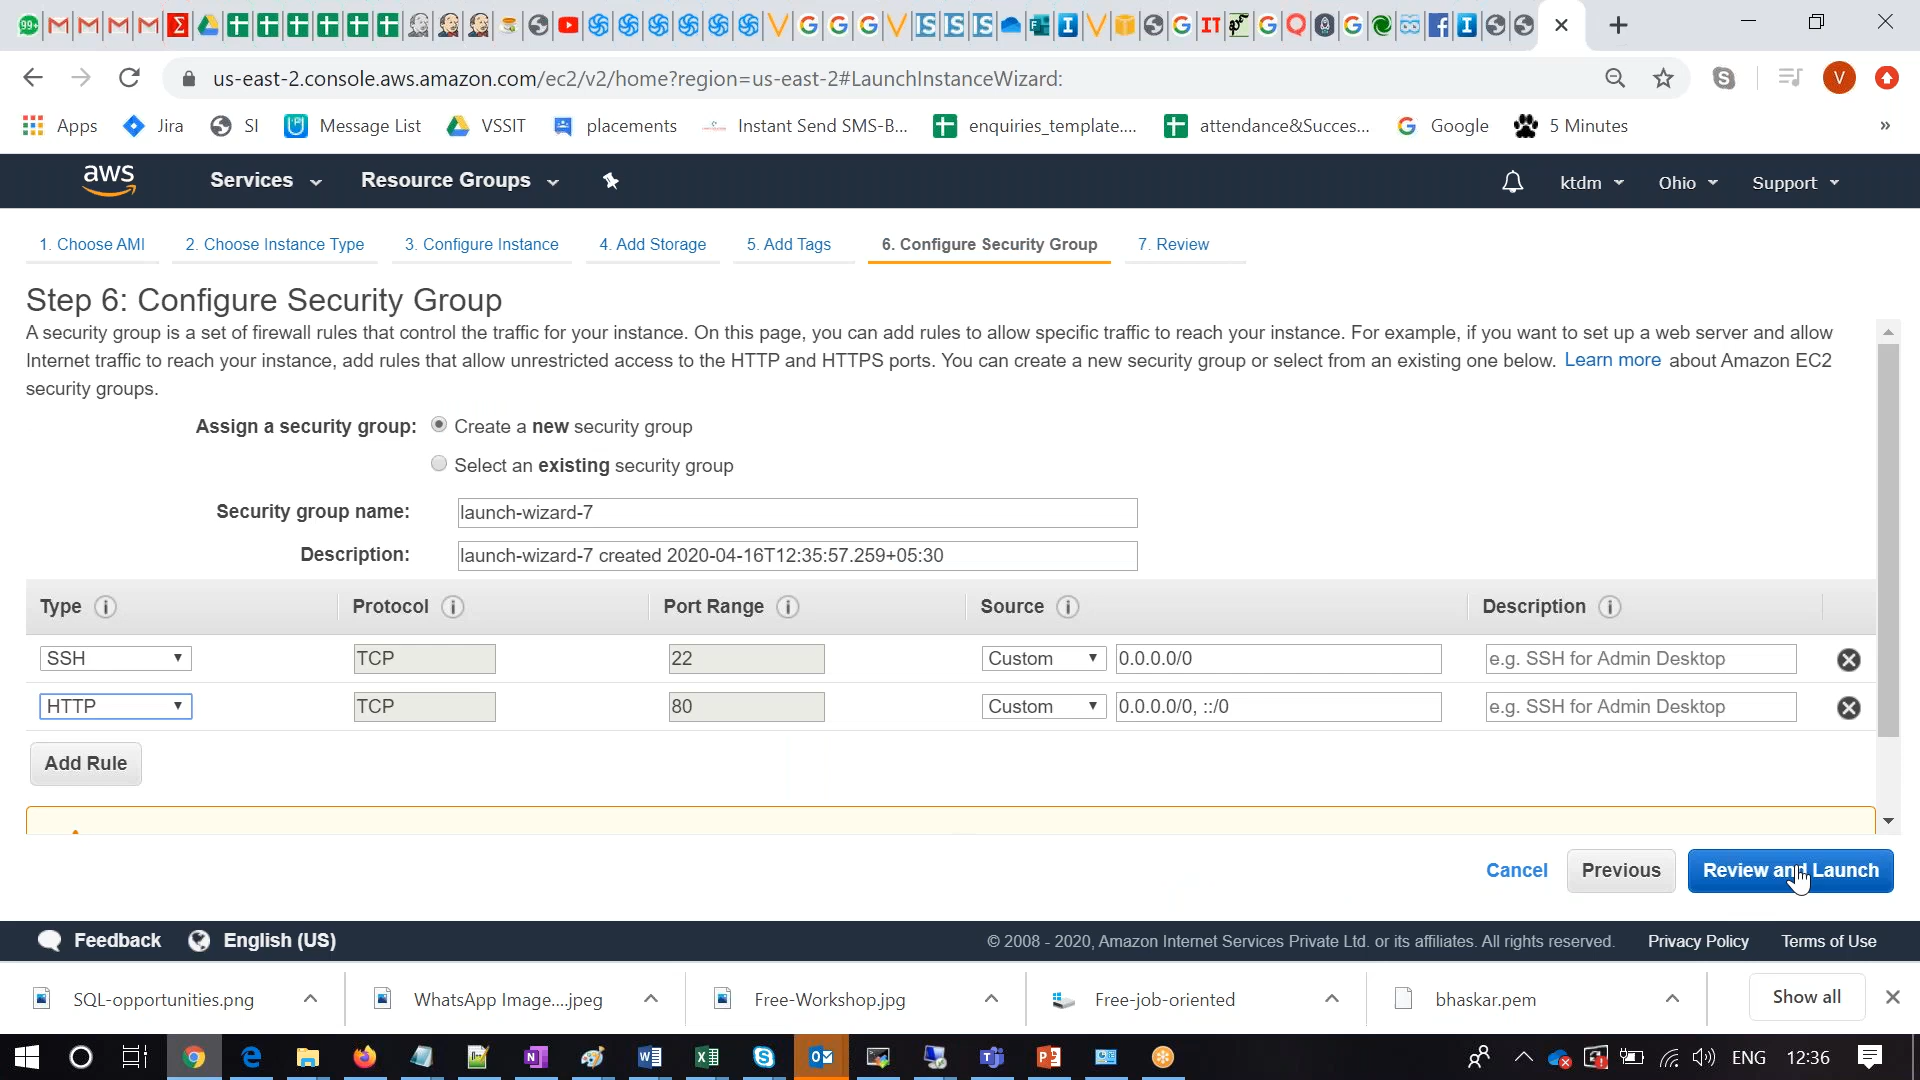 us-east-2.console.aws.amazon.com/ec2/v2/home?region=us-east-2#LaunchInstanceWizard:
V
Apps
Jira
SI
Message List
VSSIT
placements
Instant Send SMS-B...
enquiries_template....
attendance&Succes...
Google
5 Minutes
»
aws
Services
Resource Groups
ktdm
Ohio
Support
1. Choose AMI
2. Choose Instance Type
3. Configure Instance
4. Add Storage
5. Add Tags
6. Configure Security Group
7. Review
Step 6: Configure Security Group
A security group is a set of firewall rules that control the traffic for your instance. On this page, you can add rules to allow specific traffic to reach your instance. For example, if you want to set up a web server and allow
Internet traffic to reach your instance, add rules that allow unrestricted access to the HTTP and HTTPS ports. You can create a new security group or select from an existing one below. Learn more about Amazon EC2
security groups.
Assign a security group:
Create a new security group
Select an existing security group
Security group name:
launch-wizard-7
Description:
launch-wizard-7 created 2020-04-16T12:35:57.259+05:30
Type
Protocol
Port Range
Source
Description
SSH
TCP
22
Custom
0.0.0.0/0
e.g. SSH for Admin Desktop
HTTP
TCP
80
Custom
0.0.0.0/0, ::/0
e.g. SSH for Admin Desktop
Add Rule
Cancel
Previous
Review and Launch
Feedback
English (US)
© 2008 - 2020, Amazon Internet Services Private Ltd. or its affiliates. All rights reserved.
Privacy Policy
Terms of Use
SQL-opportunities.png
WhatsApp Image....jpeg
Free-Workshop.jpg
Free-job-oriented
bhaskar.pem
Show all
ENG
12:36